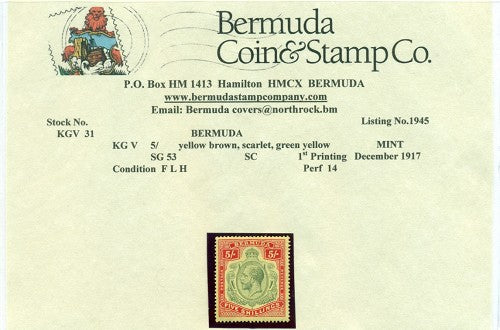 Bermuda
Coin & Stamp Co.
P.O. Box HM 1413 Hamilton HMCX BERMUDA
www.bermudastampcompany.com
Email: Bermuda covers@northrock.bm
Stock No. Listing No.1945
KGV 31 BERMUDA
KG V 5/ yellow brown, scarlet, green yellow MINT
SG 53 SC 1st Printing December 1917
Condition F L H Perf 14
BERMUDA
5/- 5/-
FIVE SHILLINGS